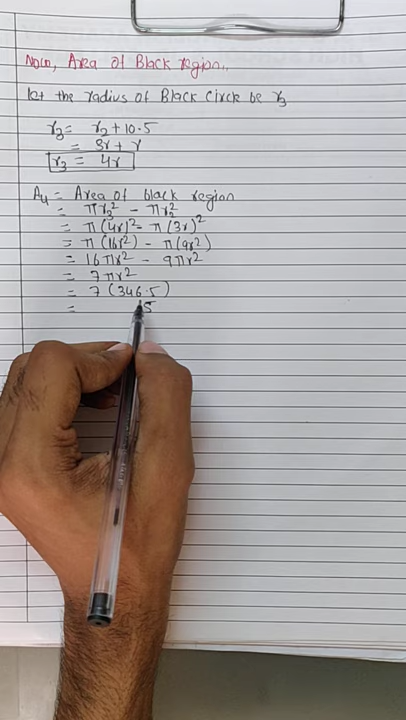 Now, Area of Black region..
let the radius of Black Circle be r3
r3 = r2 + 10.5
= 3r + r
r3 = 4r
A4 = Area of black region
= πr3² - πr2²
= π(4r)² - π(3r)²
= π(16r²) - π(9r²)
= 16πr² - 9πr²
= 7πr²
= 7(346.5)
= 5